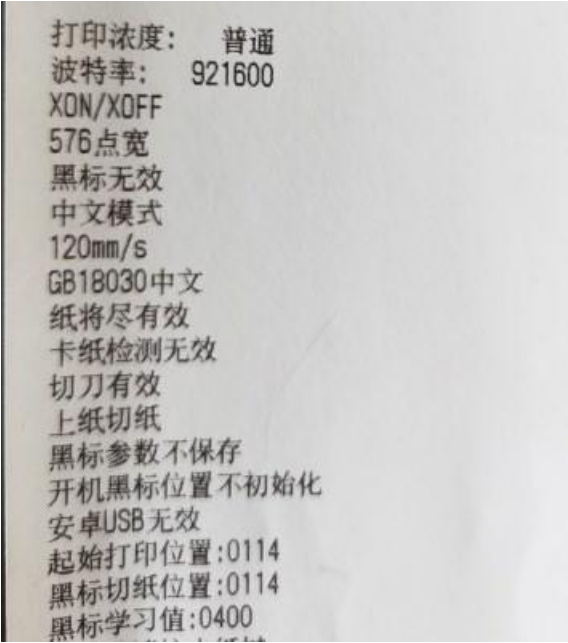 打印浓度: 普通
波特率: 921600
XON/XOFF
576点宽
黑标无效
中文模式
120mm/s
GB18030中文
纸将尽有效
卡纸检测无效
切刀有效
上纸切纸
黑标参数不保存
开机黑标位置不初始化
安卓USB无效
起始打印位置:0114
黑标切纸位置:0114
黑标学习值:0400